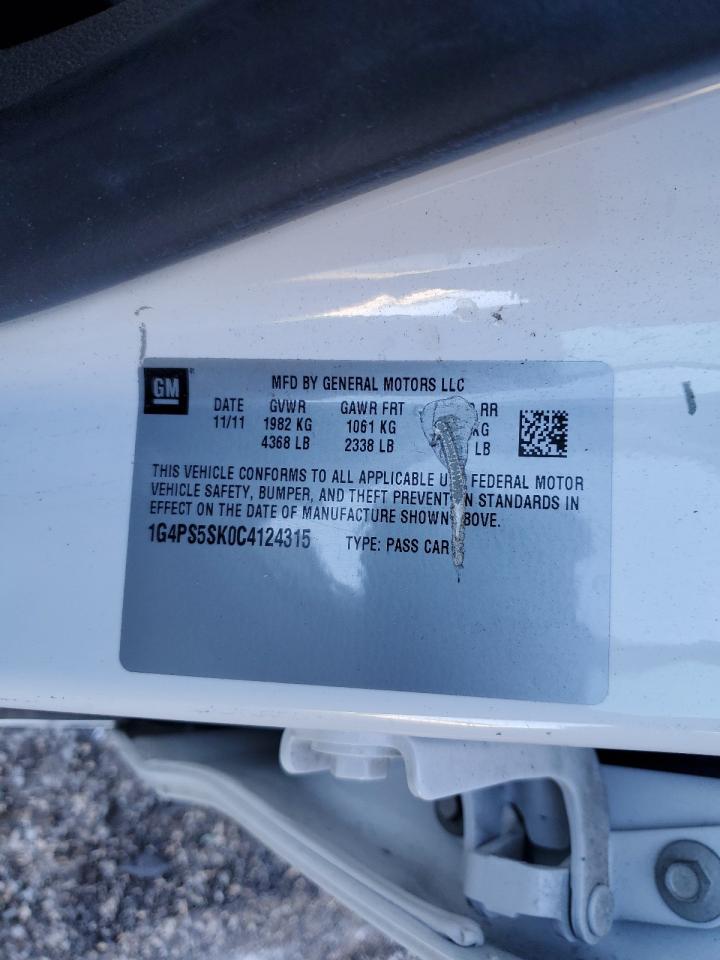 GM
MFD BY GENERAL MOTORS LLC
DATE GVWR GAWR FRT RR
11/11 1982 KG 1061 KG KG
4368 LB 2338 LB LB
THIS VEHICLE CONFORMS TO ALL APPLICABLE U FEDERAL MOTOR
VEHICLE SAFETY, BUMPER, AND THEFT PREVENT N STANDARDS IN
EFFECT ON THE DATE OF MANUFACTURE SHOWN BOVE.
1G4PS5SK0C4124315 TYPE: PASS CAR